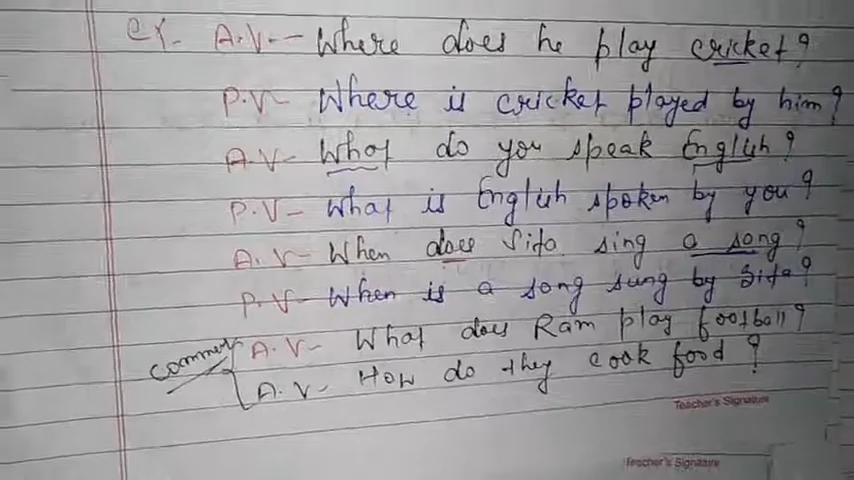 ex. A.V.- Where does he play cricket?
P.V- Where is cricket played by him?
A.V- What do you speak English?
P.V- What is English spoken by you?
A.V- When does Sita sing a song?
P.V- When is a song sung by Sita?
A.V- What does Ram play football?
A.V- How do they cook food?
Teacher's Signature
Teacher's Signature